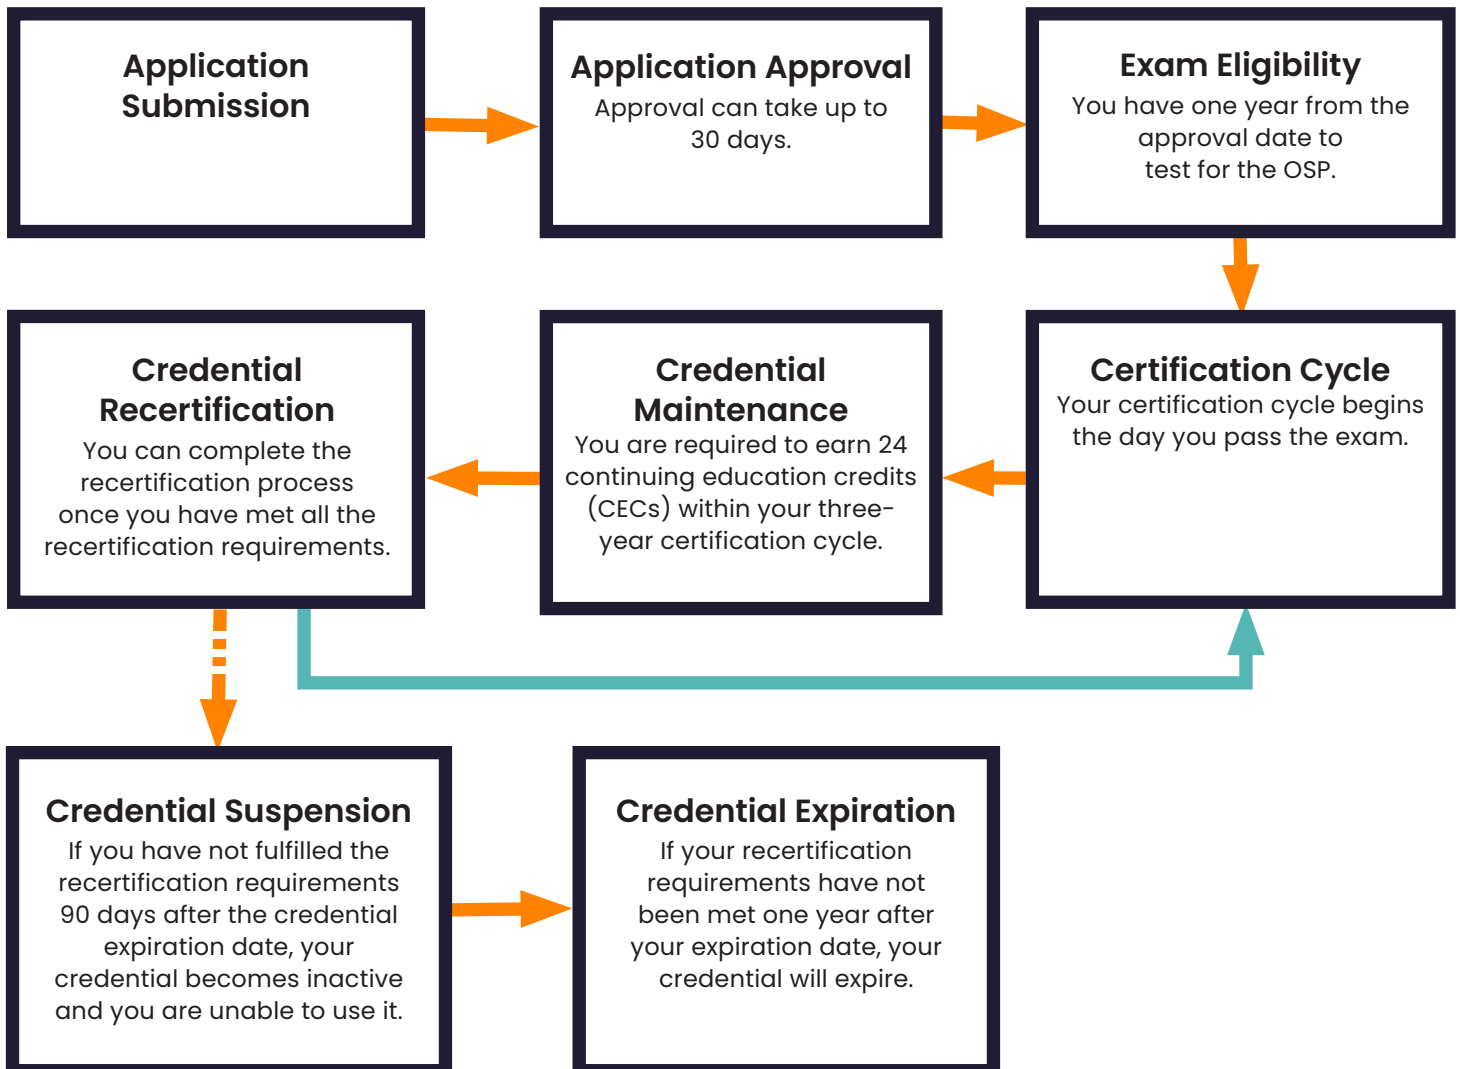 Application
Submission
Application Approval
Approval can take up to
30 days.
Exam Eligibility
You have one year from the
approval date to
test for the OSP.
Credential
Recertification
You can complete the
recertification process
once you have met all the
recertification requirements.
Credential
Maintenance
You are required to earn 24
continuing education credits
(CECs) within your three-
year certification cycle.
Certification Cycle
Your certification cycle begins
the day you pass the exam.
Credential Suspension
If you have not fulfilled the
recertification requirements
90 days after the credential
expiration date, your
credential becomes inactive
and you are unable to use it.
Credential Expiration
If your recertification
requirements have not
been met one year after
your expiration date, your
credential will expire.